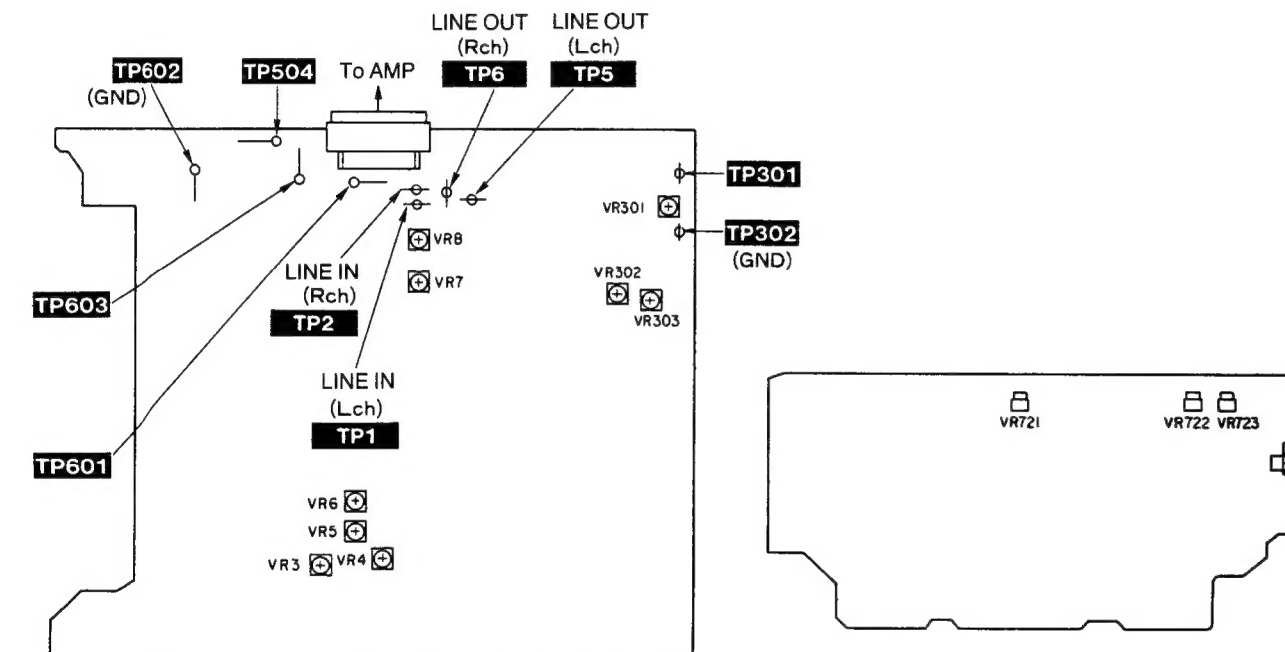 LINE OUT
(Rch)
TP6
LINE OUT
(Lch)
TP5
TP602
(GND)
TP504
To AMP
TP301
VR301
TP302
(GND)
VR8
VR7
LINE IN
(Rch)
TP2
VR302
VR303
TP603
LINE IN
(Lch)
TP1
TP601
VR6
VR5
VR3
VR4
VR721
VR722
VR723